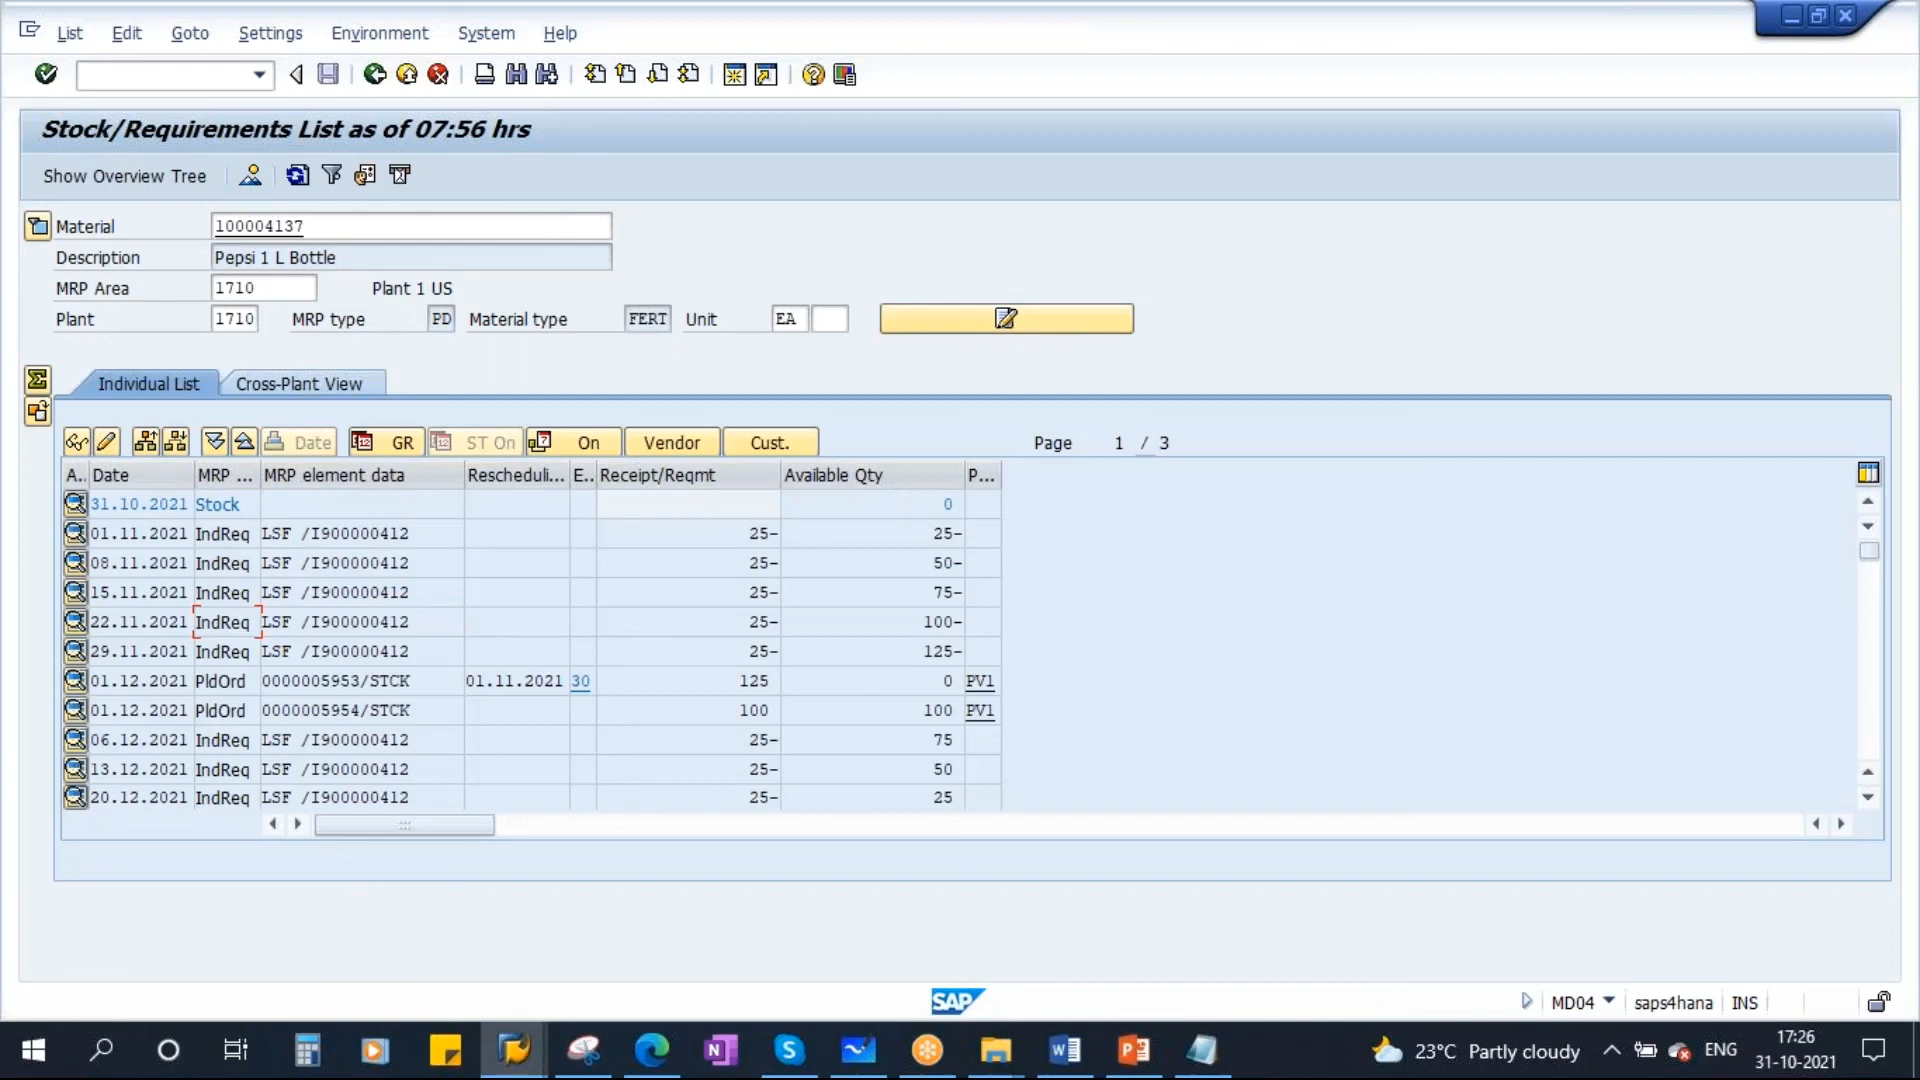 List Edit Goto Settings Environment System Help
Stock/Requirements List as of 07:56 hrs
Show Overview Tree
Material 100004137
Description Pepsi 1 L Bottle
MRP Area 1710 Plant 1 US
Plant 1710 MRP type PD Material type FERT Unit EA
Individual List Cross-Plant View
Date GR ST On On Vendor Cust. Page 1 / 3
A.. Date MRP ... MRP element data Rescheduli... E.. Receipt/Reqmt Available Qty P...
31.10.2021 Stock 0
01.11.2021 IndReq LSF /I900000412 25- 25-
08.11.2021 IndReq LSF /I900000412 25- 50-
15.11.2021 IndReq LSF /I900000412 25- 75-
22.11.2021 IndReq LSF /I900000412 25- 100-
29.11.2021 IndReq LSF /I900000412 25- 125-
01.12.2021 PldOrd 0000005953/STCK 01.11.2021 30 125 0 PV1
01.12.2021 PldOrd 0000005954/STCK 100 100 PV1
06.12.2021 IndReq LSF /I900000412 25- 75
13.12.2021 IndReq LSF /I900000412 25- 50
20.12.2021 IndReq LSF /I900000412 25- 25
SAP MD04 saps4hana INS
23°C Partly cloudy ENG 17:26
31-10-2021